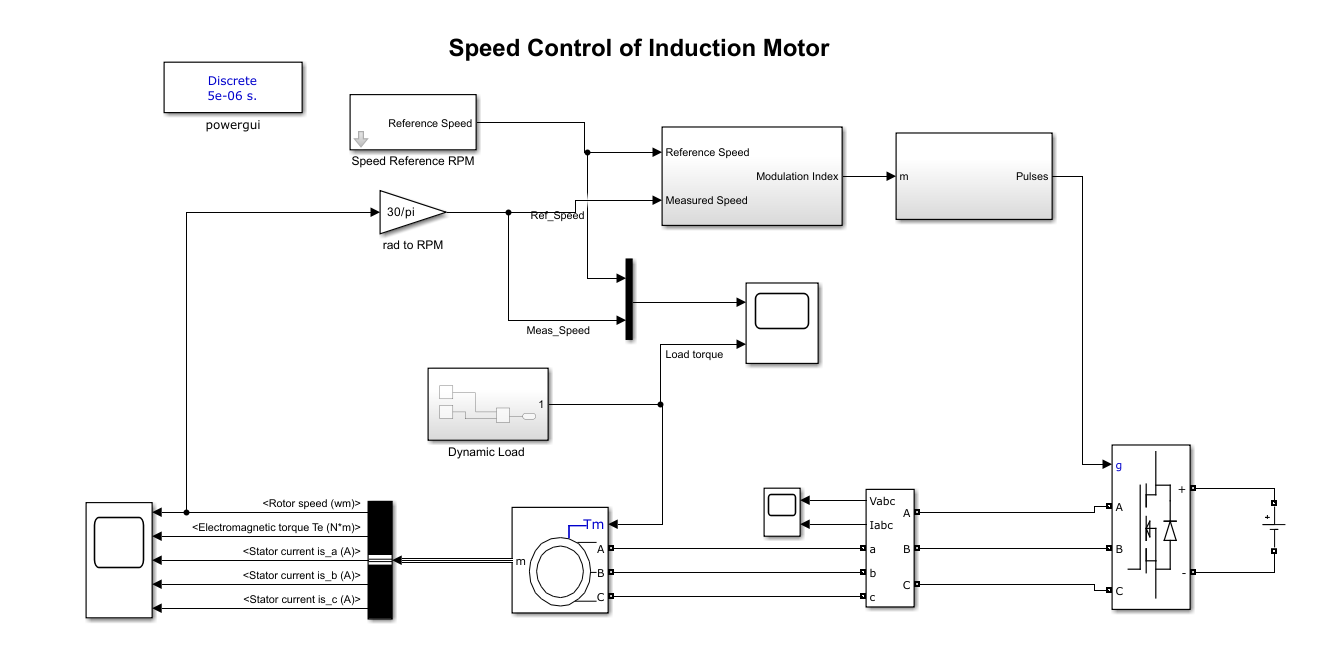 Speed Control of Induction Motor
Discrete
5e-06 s.
powergui
Reference Speed
Speed Reference RPM
Reference Speed
Modulation Index
Measured Speed
m
Pulses
30/pi
rad to RPM
Ref_Speed
Meas_Speed
Load torque
1
Dynamic Load
<Rotor speed (wm)>
<Electromagnetic torque Te (N*m)>
<Stator current is_a (A)>
<Stator current is_b (A)>
<Stator current is_c (A)>
m
Tm
A
B
C
Vabc
Iabc
a
b
c
A
B
C
g
A
B
C
+
-
+